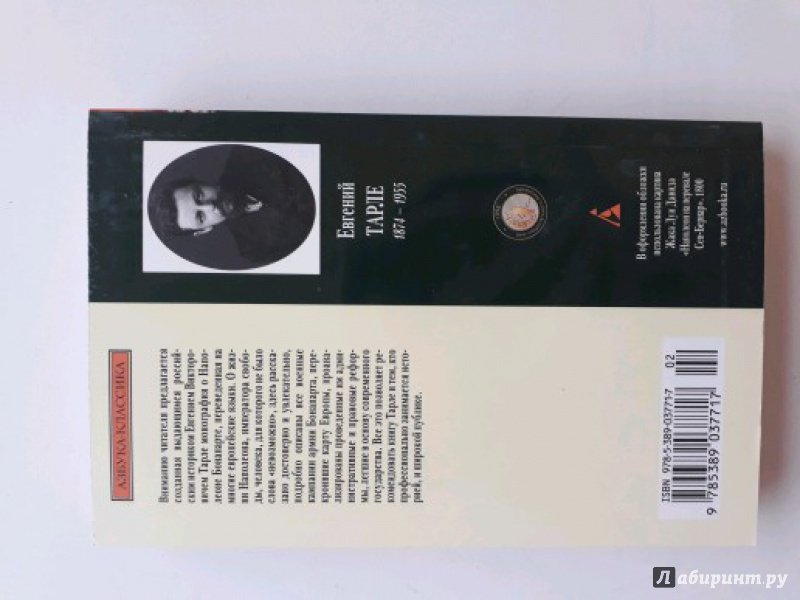 АЗБУКА-КЛАССИКА
Евгений
ТАРЛЕ
1874 – 1955
В оформлении обложки
использована картина
Жака Луи Давида
«Наполеон на перевале
Сен-Бернар». 1800
www.azbooka.ru
Вниманию читателя предлагается
созданная выдающимся россий-
ским историком Евгением Викторо-
вичем Тарле монография о Напо-
леоне Бонапарте, переведенная на
многие европейские языки. О жиз-
ни Наполеона, императора свобо-
ды, человека, для которого не было
слова «невозможно», здесь расска-
зано достоверно и увлекательно,
подробно описаны все военные
кампании армии Бонапарта, пере-
кроившие карту Европы, проана-
лизированы проведенные им адми-
нистративные и правовые рефор-
мы, легшие в основу современного
государства. Все это позволяет ре-
комендовать книгу Тарле и тем, кто
профессионально занимается исто-
рией, и широкой публике.
ISBN 978-5-389-03771-7
02
9 785389 037717
Лабиринт.ру